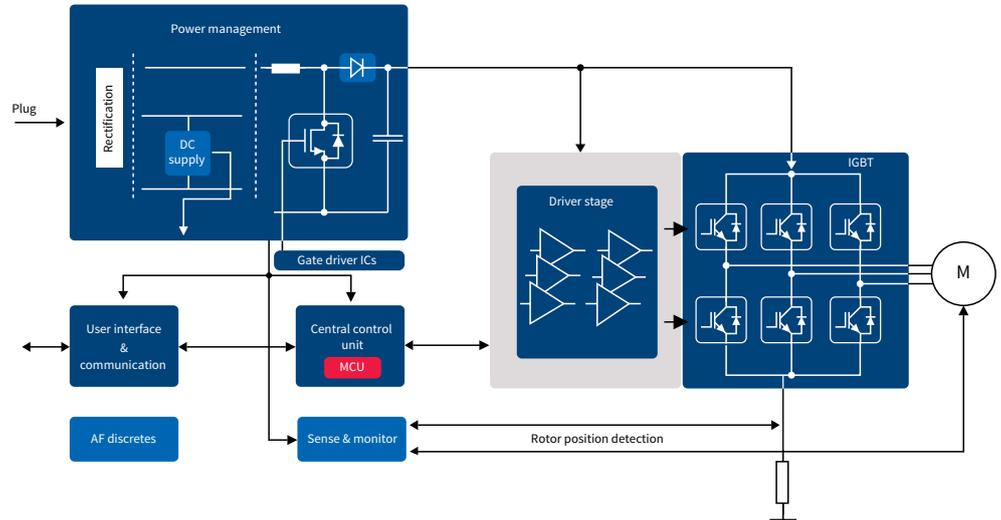 Power management
Plug
Rectification
DC
supply
IGBT
Driver stage
Gate driver ICs
M
User interface
&
communication
Central control
unit
MCU
AF discretes
Sense & monitor
Rotor position detection